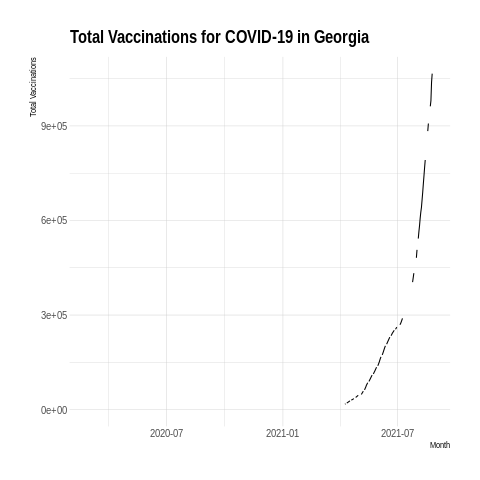 Total Vaccinations for COVID-19 in Georgia
Total Vaccinations
9e+05
6e+05
3e+05
0e+00
2020-07
2021-01
2021-07
Month